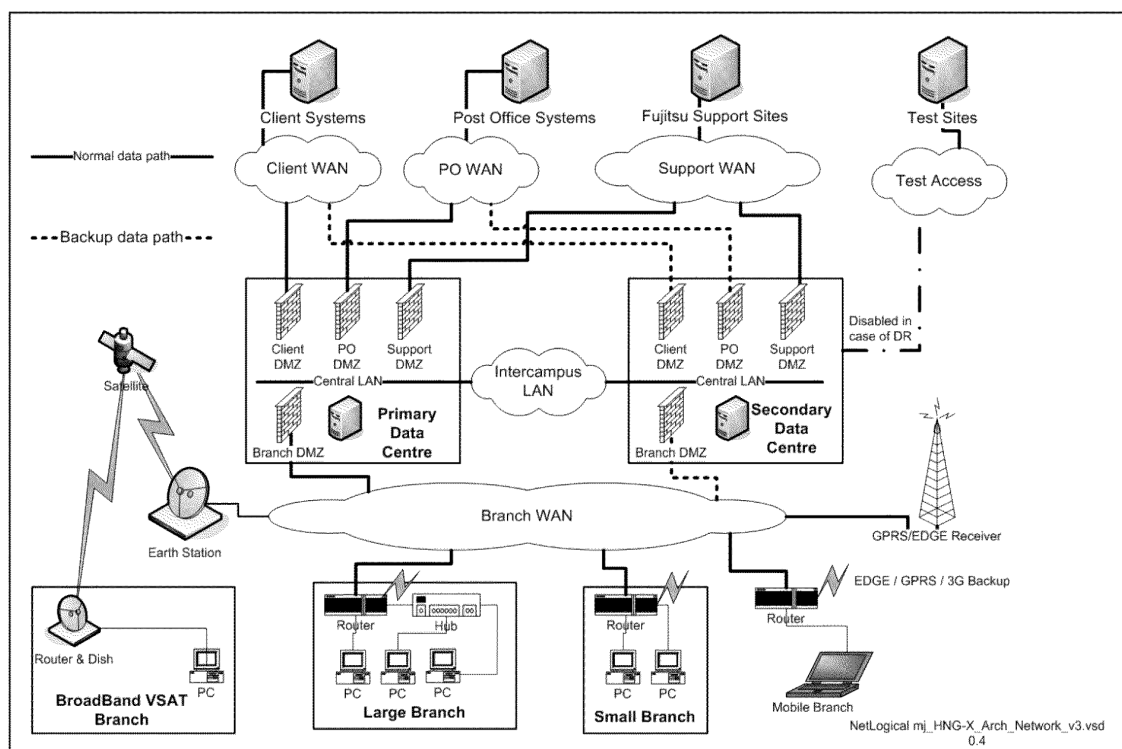 Client Systems
Post Office Systems
Fujitsu Support Sites
Test Sites
Normal data path
Client WAN
PO WAN
Support WAN
Test Access
Backup data path
Client
DMZ
PO
DMZ
Support
DMZ
Client
DMZ
PO
DMZ
Support
DMZ
Disabled in
case of DR
Central LAN
Intercampus
LAN
Central LAN
Satellite
Primary
Data
Centre
Branch DMZ
Secondary
Data
Centre
Branch DMZ
Branch WAN
Earth Station
GPRS/EDGE Receiver
EDGE / GPRS / 3G Backup
Router
Hub
Router
Router
Router & Dish
PC
PC
PC
PC
PC
PC
BroadBand VSAT
Branch
Large Branch
Small Branch
Mobile Branch
NetLogical mj_HNG-X_Arch_Network_v3.vsd
0.4